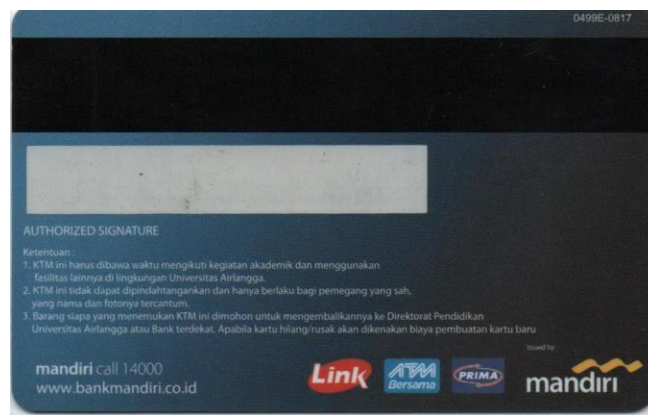 0499E-0817
AUTHORIZED SIGNATURE
Ketentuan :
1. KTM ini harus dibawa waktu mengikuti kegiatan akademik dan menggunakan
fasilitas lainnya di lingkungan Universitas Airlangga.
2. KTM ini tidak dapat dipindahtangankan dan hanya berlaku bagi pemegang yang sah,
yang nama dan fotonya tercantum.
3. Barang siapa yang menemukan KTM ini dimohon untuk mengembalikannya ke Direktorat Pendidikan
Universitas Airlangga atau Bank terdekat. Apabila kartu hilang/rusak akan dikenakan biaya pembuatan kartu baru
mandiri call 14000
www.bankmandiri.co.id
Link
ATM
Bersama
PRIMA
Issued by
mandiri